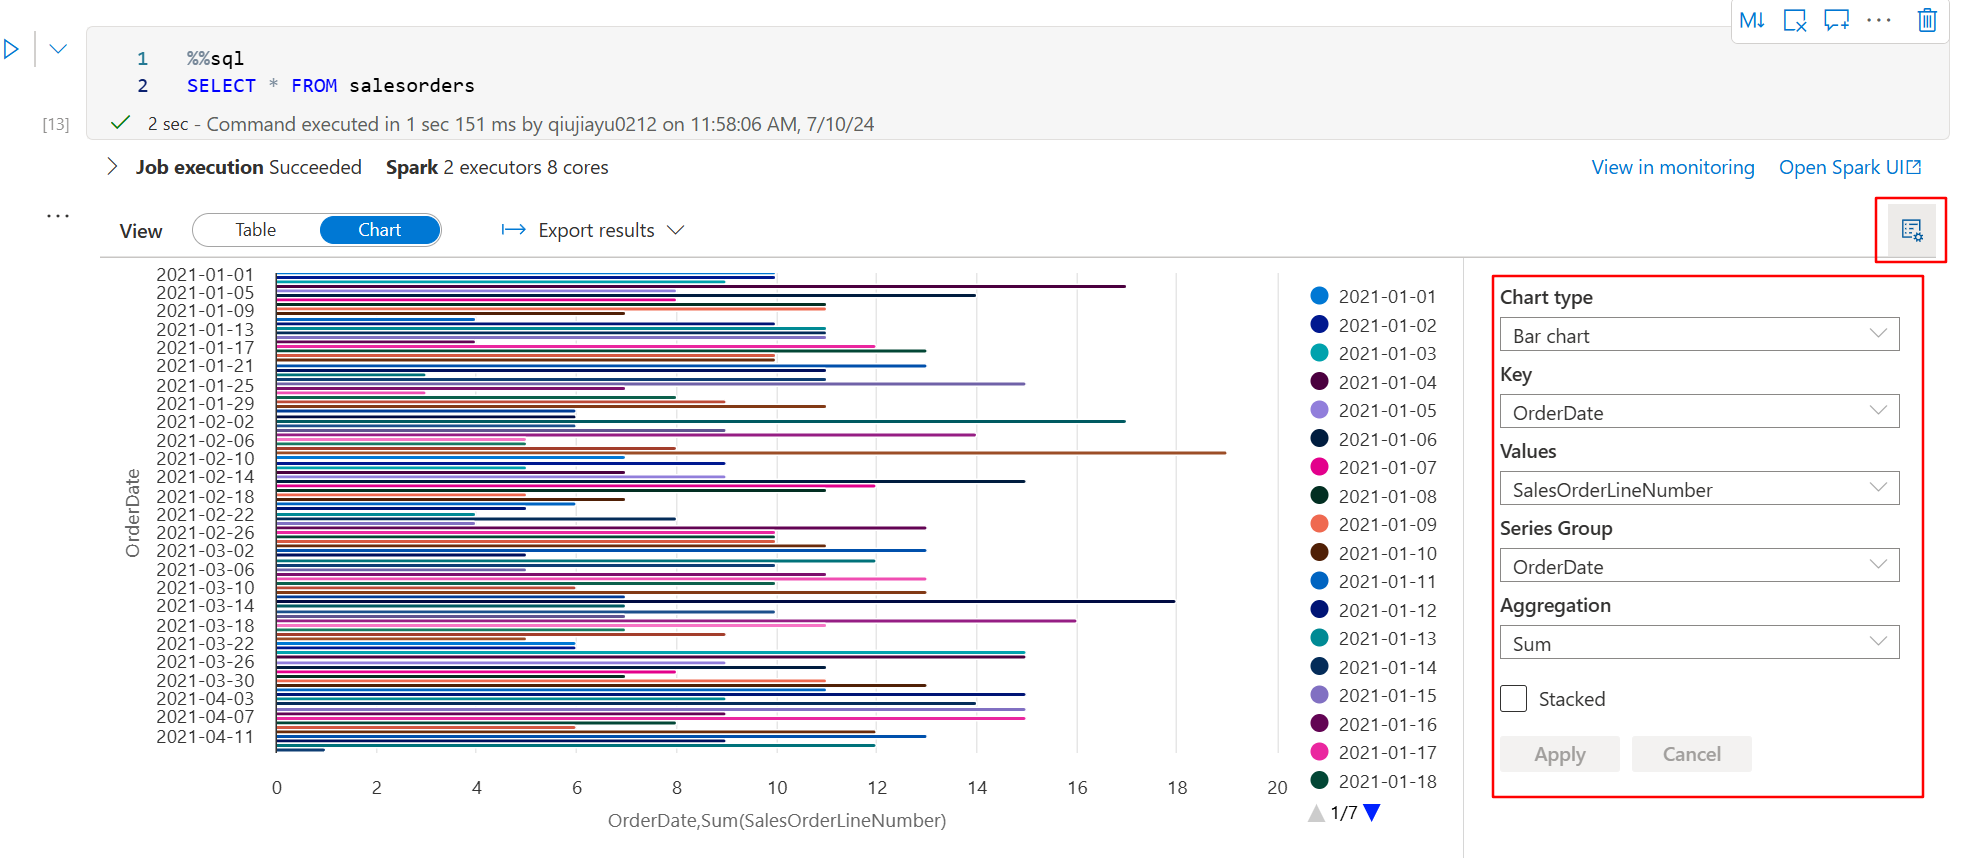 M↓
1 %%sql
2 SELECT * FROM salesorders
[13] 2 sec - Command executed in 1 sec 151 ms by qiujiayu0212 on 11:58:06 AM, 7/10/24
Job execution Succeeded Spark 2 executors 8 cores View in monitoring Open Spark UI
View Table Chart Export results
2021-01-01
2021-01-05
2021-01-09
2021-01-13
2021-01-17
2021-01-21
2021-01-25
2021-01-29
2021-02-02
2021-02-06
2021-02-10
2021-02-14
2021-02-18
2021-02-22
2021-02-26
2021-03-02
2021-03-06
2021-03-10
2021-03-14
2021-03-18
2021-03-22
2021-03-26
2021-03-30
2021-04-03
2021-04-07
2021-04-11
OrderDate
0 2 4 6 8 10 12 14 16 18 20
OrderDate,Sum(SalesOrderLineNumber)
2021-01-01
2021-01-02
2021-01-03
2021-01-04
2021-01-05
2021-01-06
2021-01-07
2021-01-08
2021-01-09
2021-01-10
2021-01-11
2021-01-12
2021-01-13
2021-01-14
2021-01-15
2021-01-16
2021-01-17
2021-01-18
1/7
Chart type
Bar chart
Key
OrderDate
Values
SalesOrderLineNumber
Series Group
OrderDate
Aggregation
Sum
Stacked
Apply Cancel